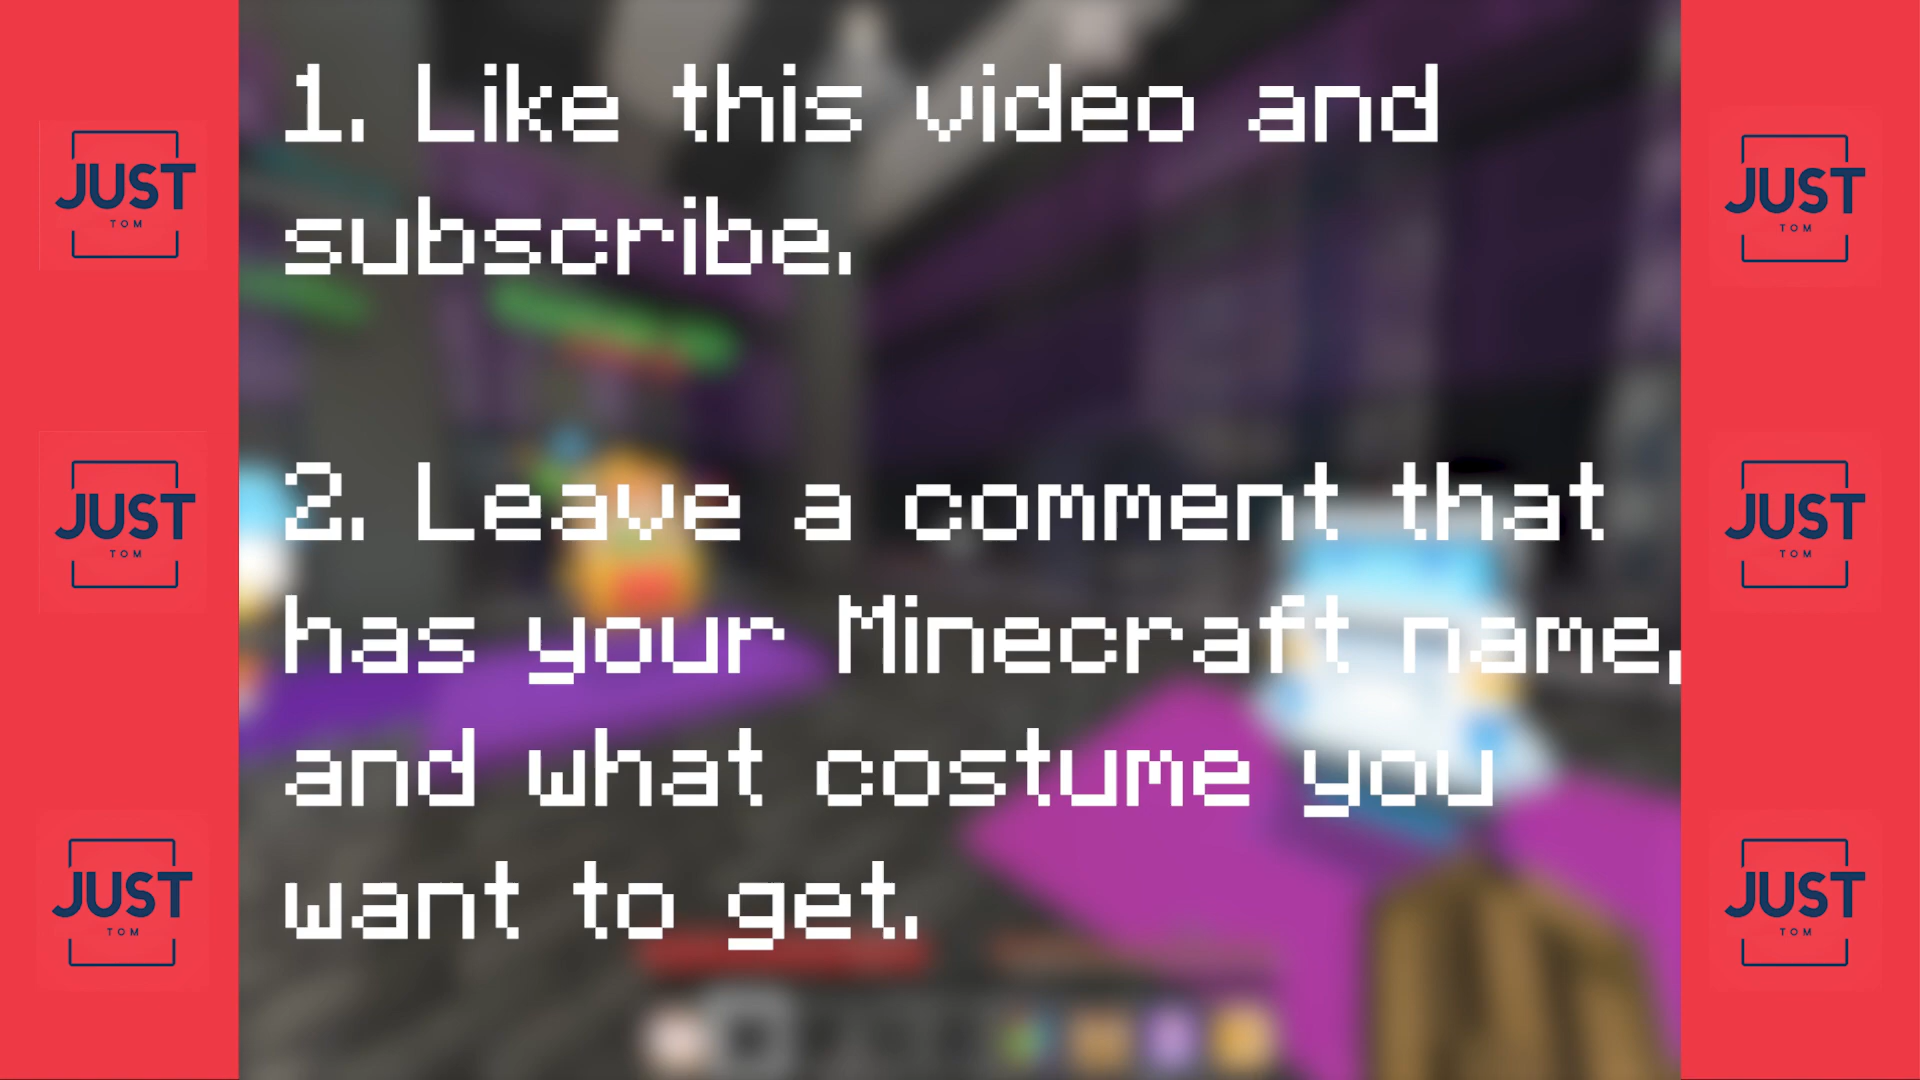 1. Like this video and
subscribe.
2. Leave a comment that
has your Minecraft name,
and what costume you
want to get.
JUST
TOM
JUST
TOM
JUST
TOM
JUST
TOM
JUST
TOM
JUST
TOM